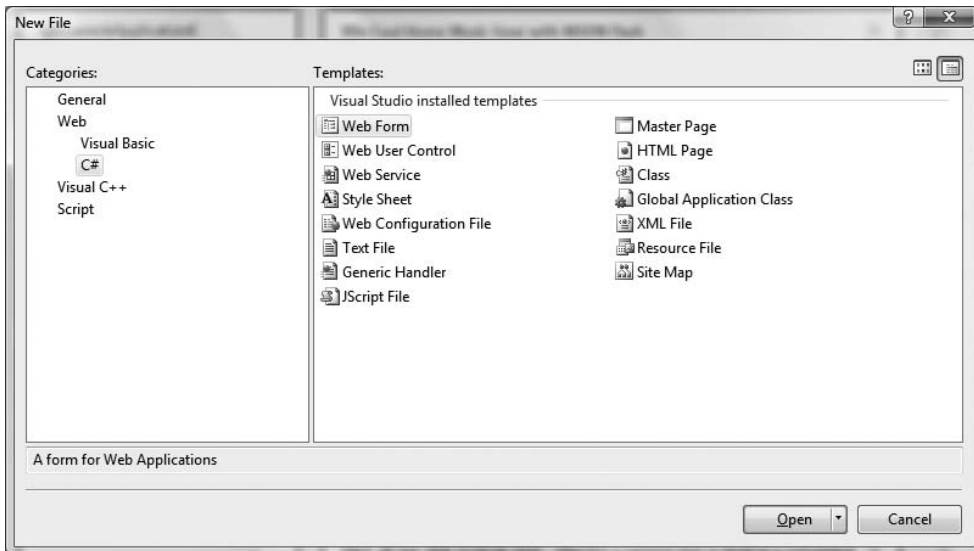 New File
Categories:
General
Web
Visual Basic
C#
Visual C++
Script
Templates:
Visual Studio installed templates
Web Form
Web User Control
Web Service
Style Sheet
Web Configuration File
Text File
Generic Handler
JScript File
Master Page
HTML Page
Class
Global Application Class
XML File
Resource File
Site Map
A form for Web Applications
Open
Cancel